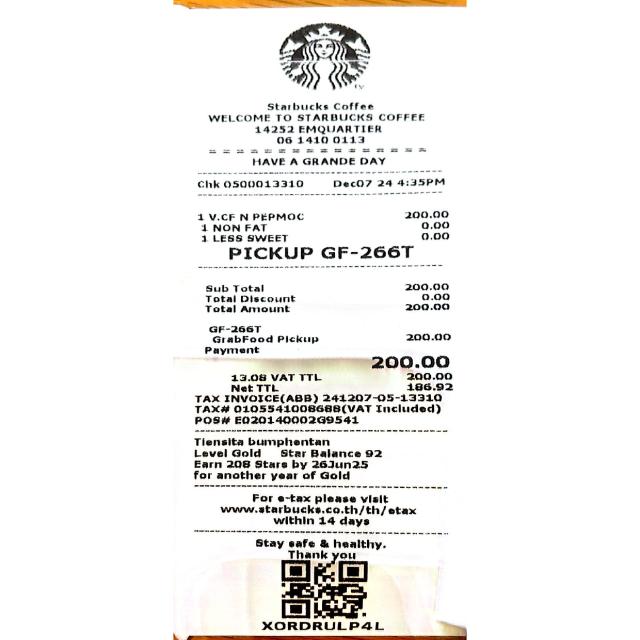 Starbucks Coffee
WELCOME TO STARBUCKS COFFEE
14252 EMQUARTIER
06 1410 0113
HAVE A GRANDE DAY
Chk 0500013310 Dec07 24 4:35PM
1 V.CF N PEPMOC 200.00
1 NON FAT 0.00
1 LESS SWEET 0.00
PICKUP GF-266T
Sub Total 200.00
Total Discount 0.00
Total Amount 200.00
GF-266T
GrabFood Pickup 200.00
Payment
200.00
13.08 VAT TTL 200.00
Net TTL 186.92
TAX INVOICE(ABB) 241207-05-13310
TAX# 0105541008688(VAT Included)
POS# E020140002G9541
Tiensita bumphentan
Level Gold Star Balance 92
Earn 208 Stars by 26Jun25
for another year of Gold
For e-tax please visit
www.starbucks.co.th/th/etax
within 14 days
Stay safe & healthy.
Thank you
XORDRULP4L